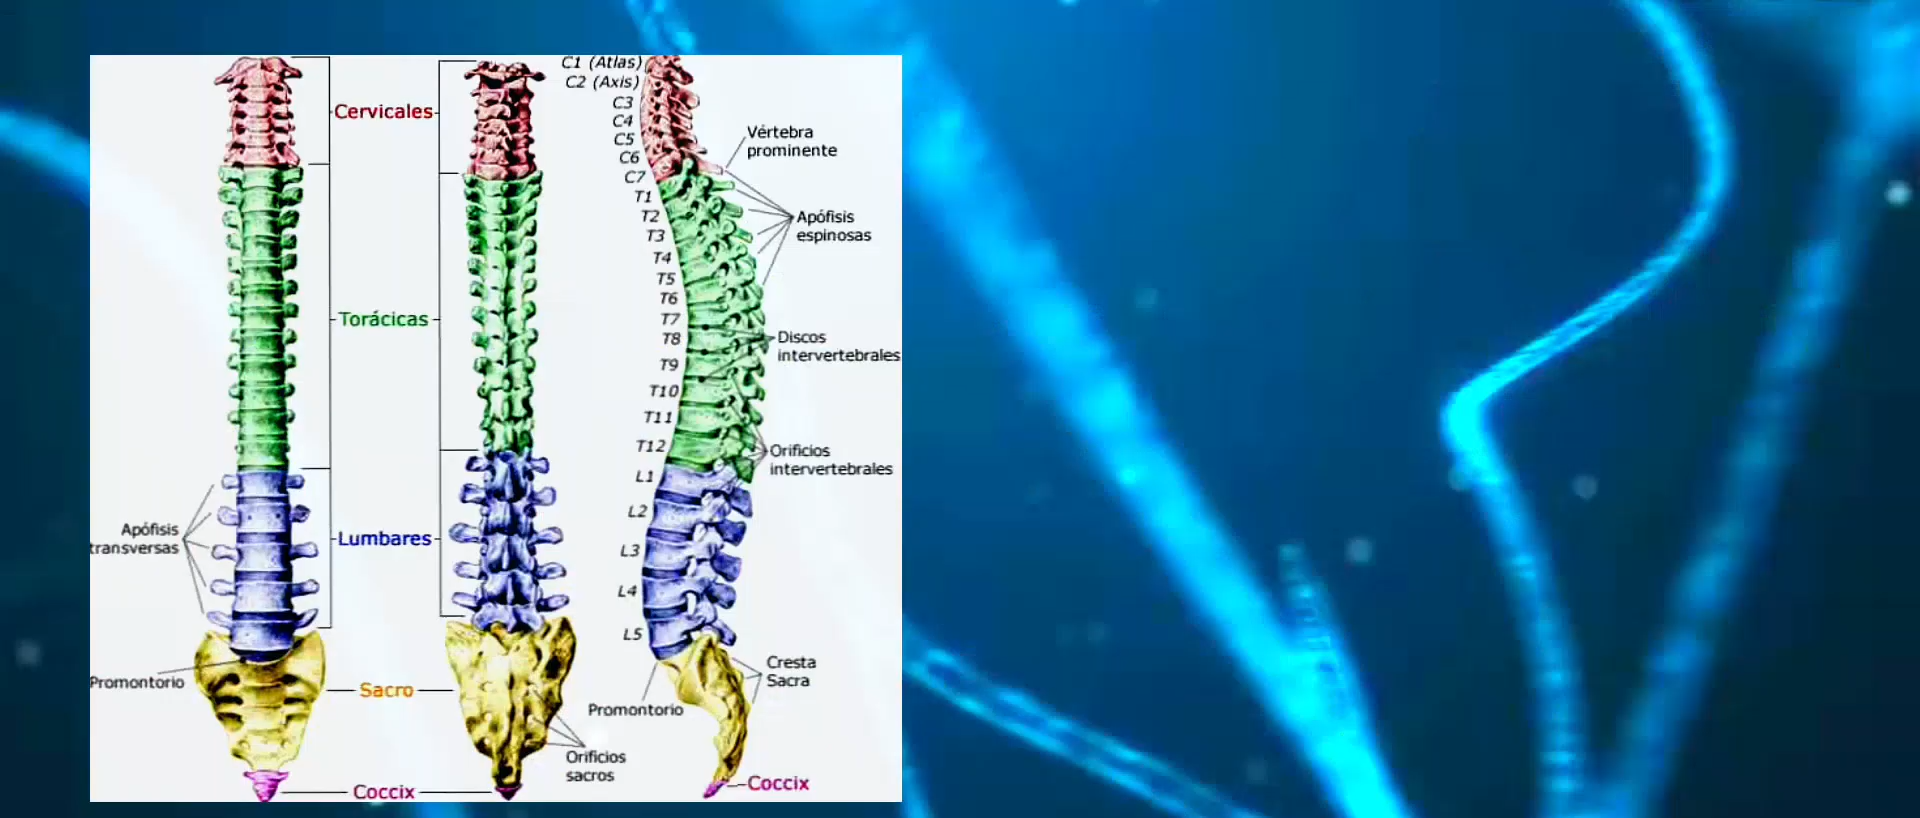 Cervicales
Torácicas
Apófisis
transversas
Lumbares
Promontorio
Sacro
Orificios
sacros
Coccix
C1 (Atlas)
C2 (Axis)
C3
C4
C5
C6
C7
T1
T2
T3
T4
T5
T6
T7
T8
T9
T10
T11
T12
L1
L2
L3
L4
L5
Vértebra
prominente
Apófisis
espinosas
Discos
intervertebrales
Orificios
intervertebrales
Cresta
Sacra
Promontorio
Coccix